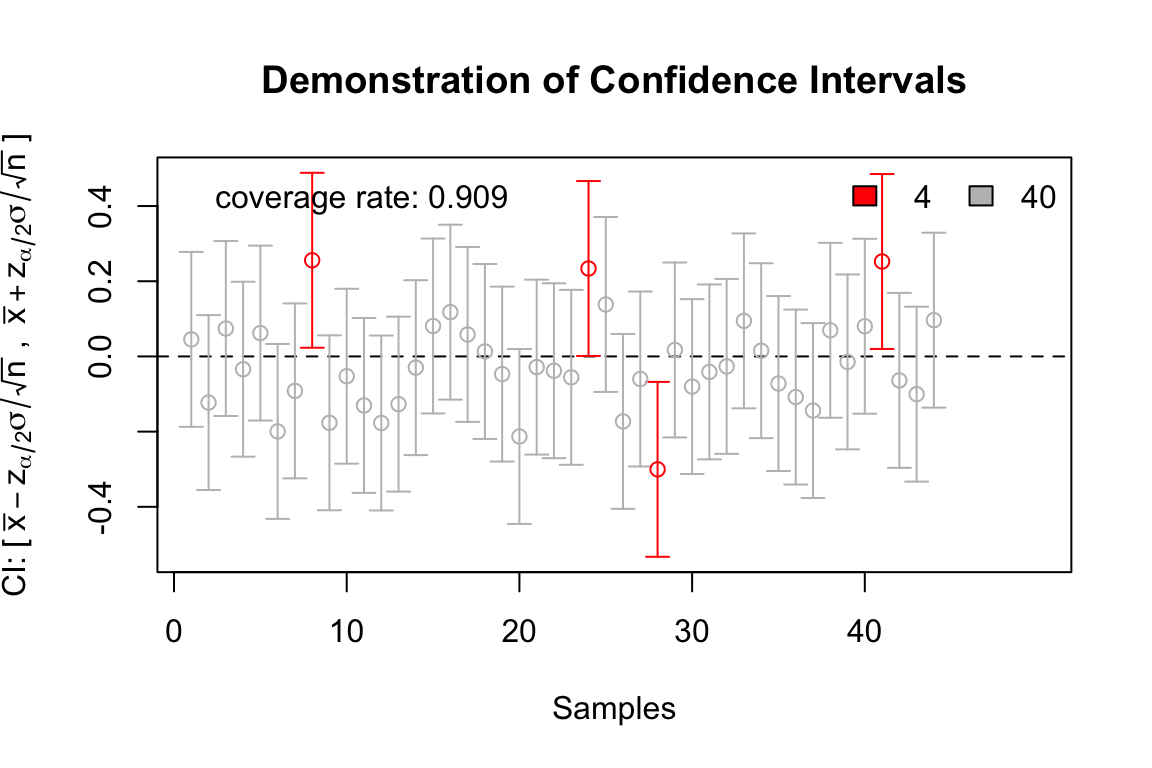 Demonstration of Confidence Intervals
CI: [ x̅ − z_{α/2}σ/√n , x̅ + z_{α/2}σ/√n ]
coverage rate: 0.909
4 40
0.4
0.2
0.0
-0.4
0 10 20 30 40
Samples